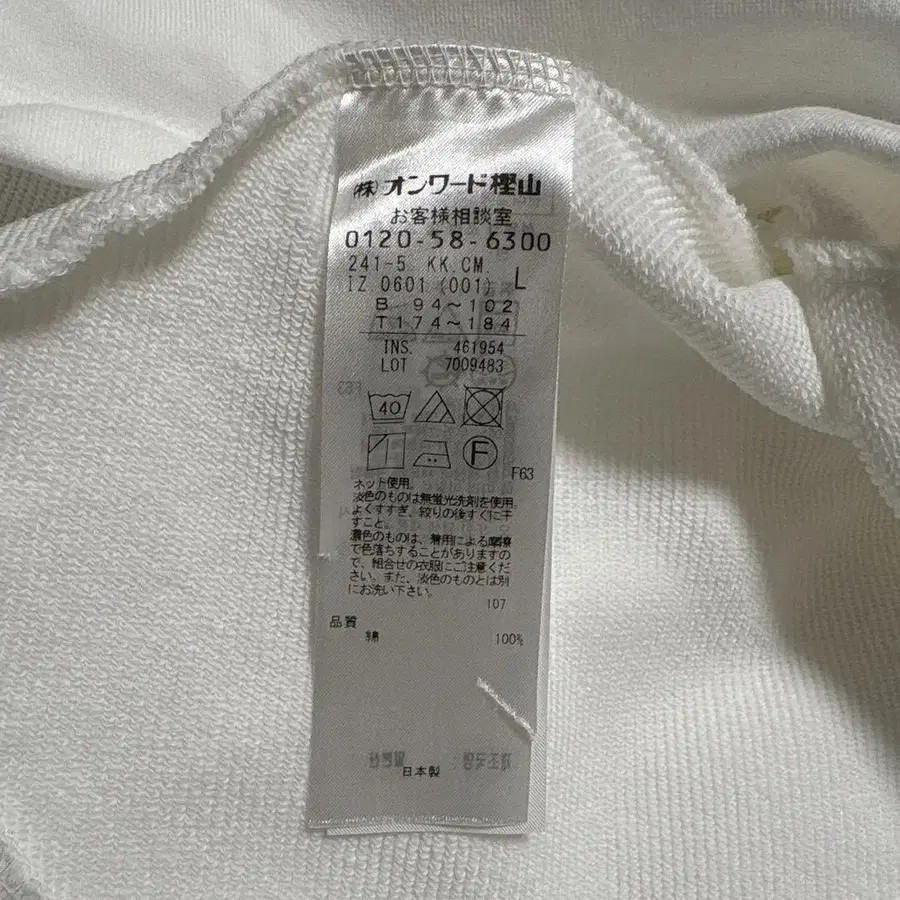 (株)オンワード樫山
お客様相談室
0120-58-6300
241-5 KK.CM.
IZ 0601 (001) L
B 94~102
T174~184
INS. 461954
LOT 7009483
40
F
F63
ネット使用。
淡色のものは無蛍光洗剤を使用。
よくすすぎ、絞りの後すぐに干
すこと。
濃色のものは、着用による摩擦
で色落ちすることがありますの
で、組合せの衣服にご注意くだ
さい。また、淡色のものとは別
にお洗い下さい。
107
品質
綿 100%
日本製